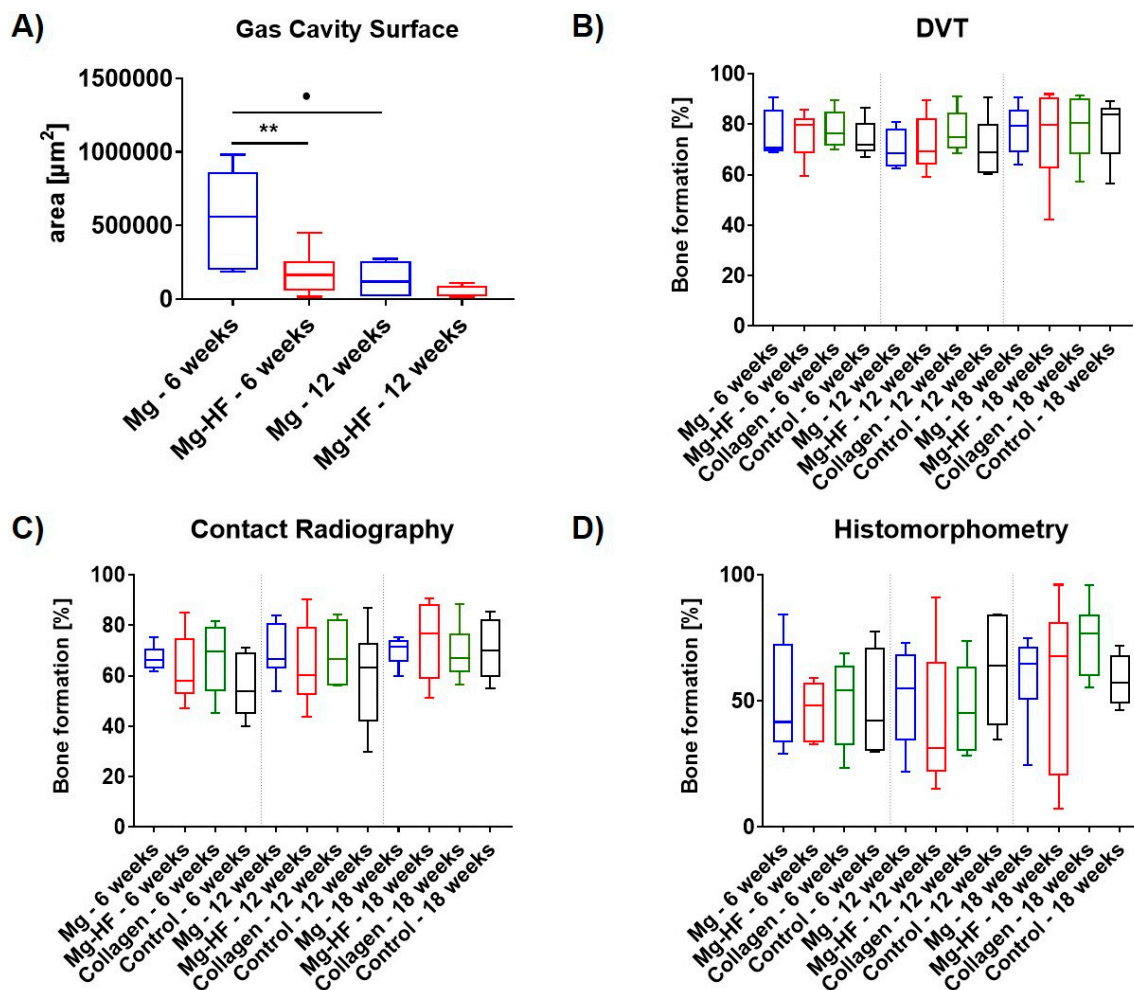 A)
Gas Cavity Surface
area [µm²]
1500000
1000000
500000
0
•
**
Mg - 6 weeks
Mg-HF - 6 weeks
Mg - 12 weeks
Mg-HF - 12 weeks
B)
DVT
Bone formation [%]
100
80
60
40
20
0
Mg - 6 weeks
Mg-HF - 6 weeks
Collagen - 6 weeks
Control - 6 weeks
Mg - 12 weeks
Mg-HF - 12 weeks
Collagen - 12 weeks
Control - 12 weeks
Mg - 18 weeks
Mg-HF - 18 weeks
Collagen - 18 weeks
Control - 18 weeks
C)
Contact Radiography
Bone formation [%]
100
80
60
40
20
0
Mg - 6 weeks
Mg-HF - 6 weeks
Collagen - 6 weeks
Control - 6 weeks
Mg - 12 weeks
Mg-HF - 12 weeks
Collagen - 12 weeks
Control - 12 weeks
Mg - 18 weeks
Mg-HF - 18 weeks
Collagen - 18 weeks
Control - 18 weeks
D)
Histomorphometry
Bone formation [%]
100
50
0
Mg - 6 weeks
Mg-HF - 6 weeks
Collagen - 6 weeks
Control - 6 weeks
Mg - 12 weeks
Mg-HF - 12 weeks
Collagen - 12 weeks
Control - 12 weeks
Mg - 18 weeks
Mg-HF - 18 weeks
Collagen - 18 weeks
Control - 18 weeks